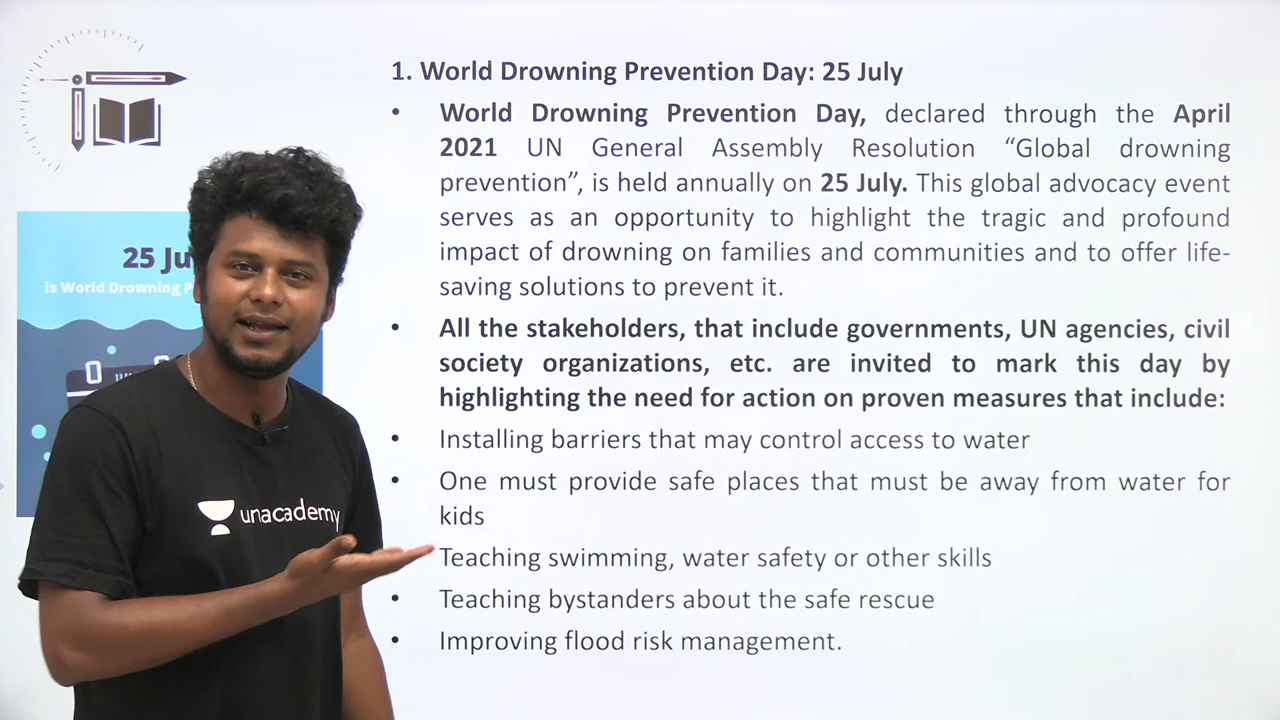 1. World Drowning Prevention Day: 25 July
• World Drowning Prevention Day, declared through the April
2021 UN General Assembly Resolution “Global drowning
prevention”, is held annually on 25 July. This global advocacy event
serves as an opportunity to highlight the tragic and profound
impact of drowning on families and communities and to offer life-
saving solutions to prevent it.
• All the stakeholders, that include governments, UN agencies, civil
society organizations, etc. are invited to mark this day by
highlighting the need for action on proven measures that include:
• Installing barriers that may control access to water
• One must provide safe places that must be away from water for
kids
Teaching swimming, water safety or other skills
• Teaching bystanders about the safe rescue
• Improving flood risk management.
25 Ju
is World Drowning P
unacademy